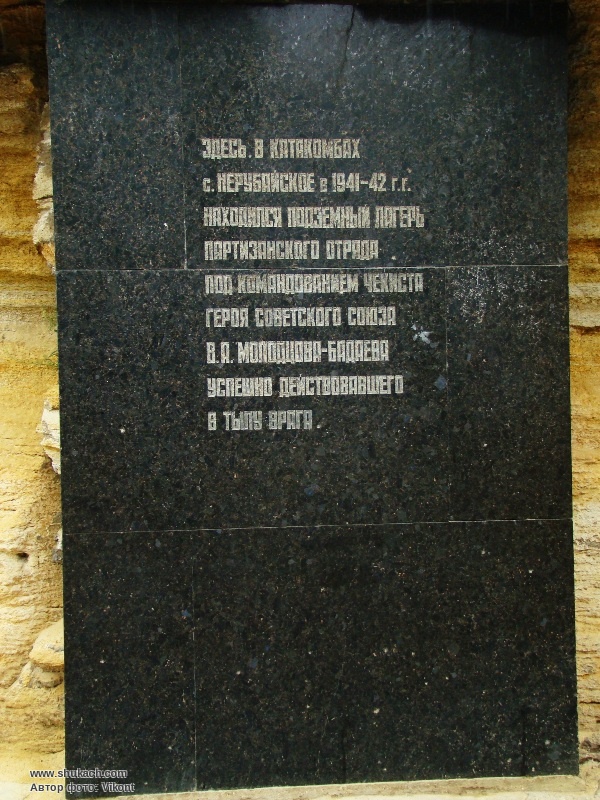 ЗДЕСЬ, В КАТАКОМБАХ
с. НЕРУБАЙСКОЕ в 1941-42 г.г.
НАХОДИЛСЯ ПОДЗЕМНЫЙ ЛАГЕРЬ
ПАРТИЗАНСКОГО ОТРЯДА
ПОД КОМАНДОВАНИЕМ ЧЕКИСТА
ГЕРОЯ СОВЕТСКОГО СОЮЗА
В.А. МОЛОДЦОВА-БАДАЕВА
УСПЕШНО ДЕЙСТВОВАВШЕГО
В ТЫЛУ ВРАГА.
www.shukach.com
Автор фото: Vikont